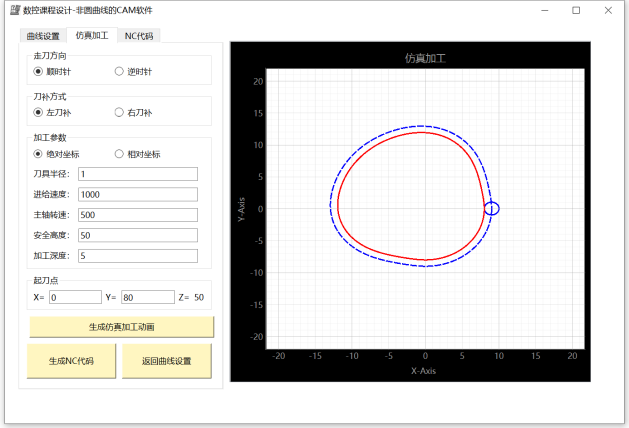 数控课程设计-非圆曲线的CAM软件
曲线设置 仿真加工 NC代码
走刀方向
顺时针 逆时针
刀补方式
左刀补 右刀补
加工参数
绝对坐标 相对坐标
刀具半径： 1
进给速度： 1000
主轴转速： 500
安全高度： 50
加工深度： 5
起刀点
X= 0 Y= 80 Z= 50
生成仿真加工动画
生成NC代码 返回曲线设置
仿真加工
20
15
10
5
0
-5
-10
-15
-20
Y-Axis
-20 -15 -10 -5 0 5 10 15 20
X-Axis